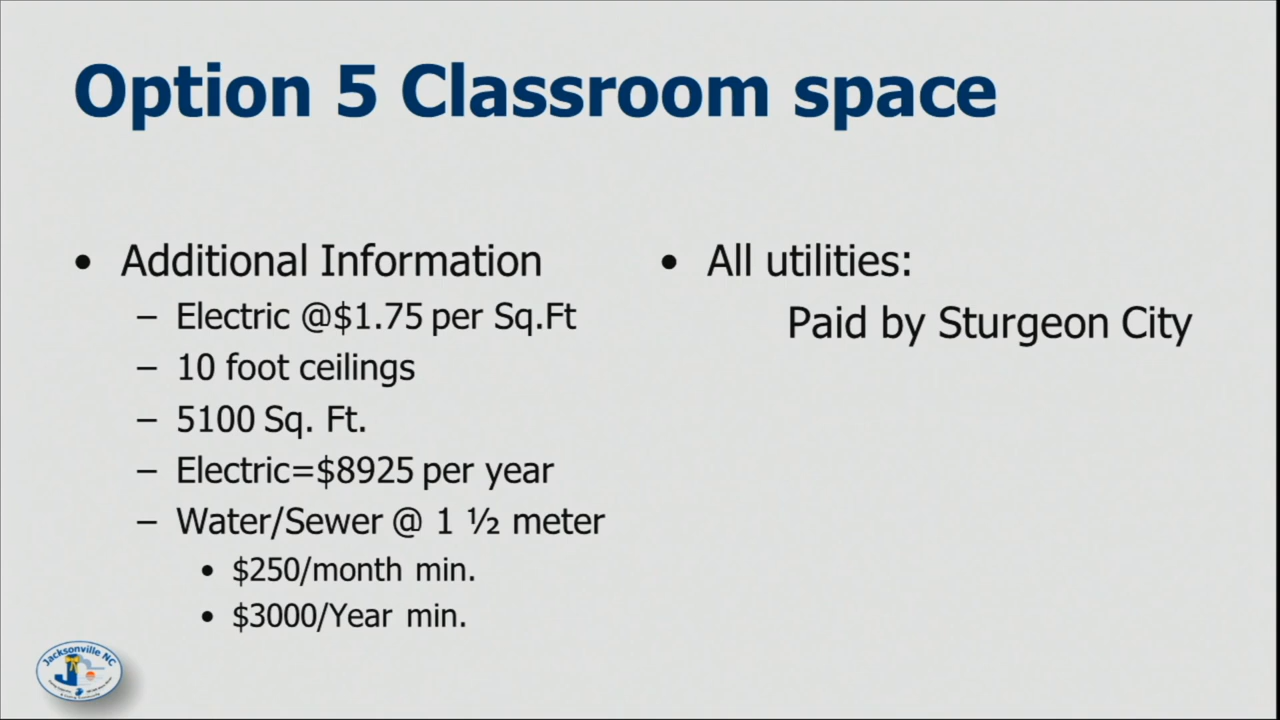 Option 5 Classroom space
• Additional Information
– Electric @$1.75 per Sq.Ft
– 10 foot ceilings
– 5100 Sq. Ft.
– Electric=$8925 per year
– Water/Sewer @ 1 ½ meter
• $250/month min.
• $3000/Year min.
• All utilities:
Paid by Sturgeon City
Jacksonville NC